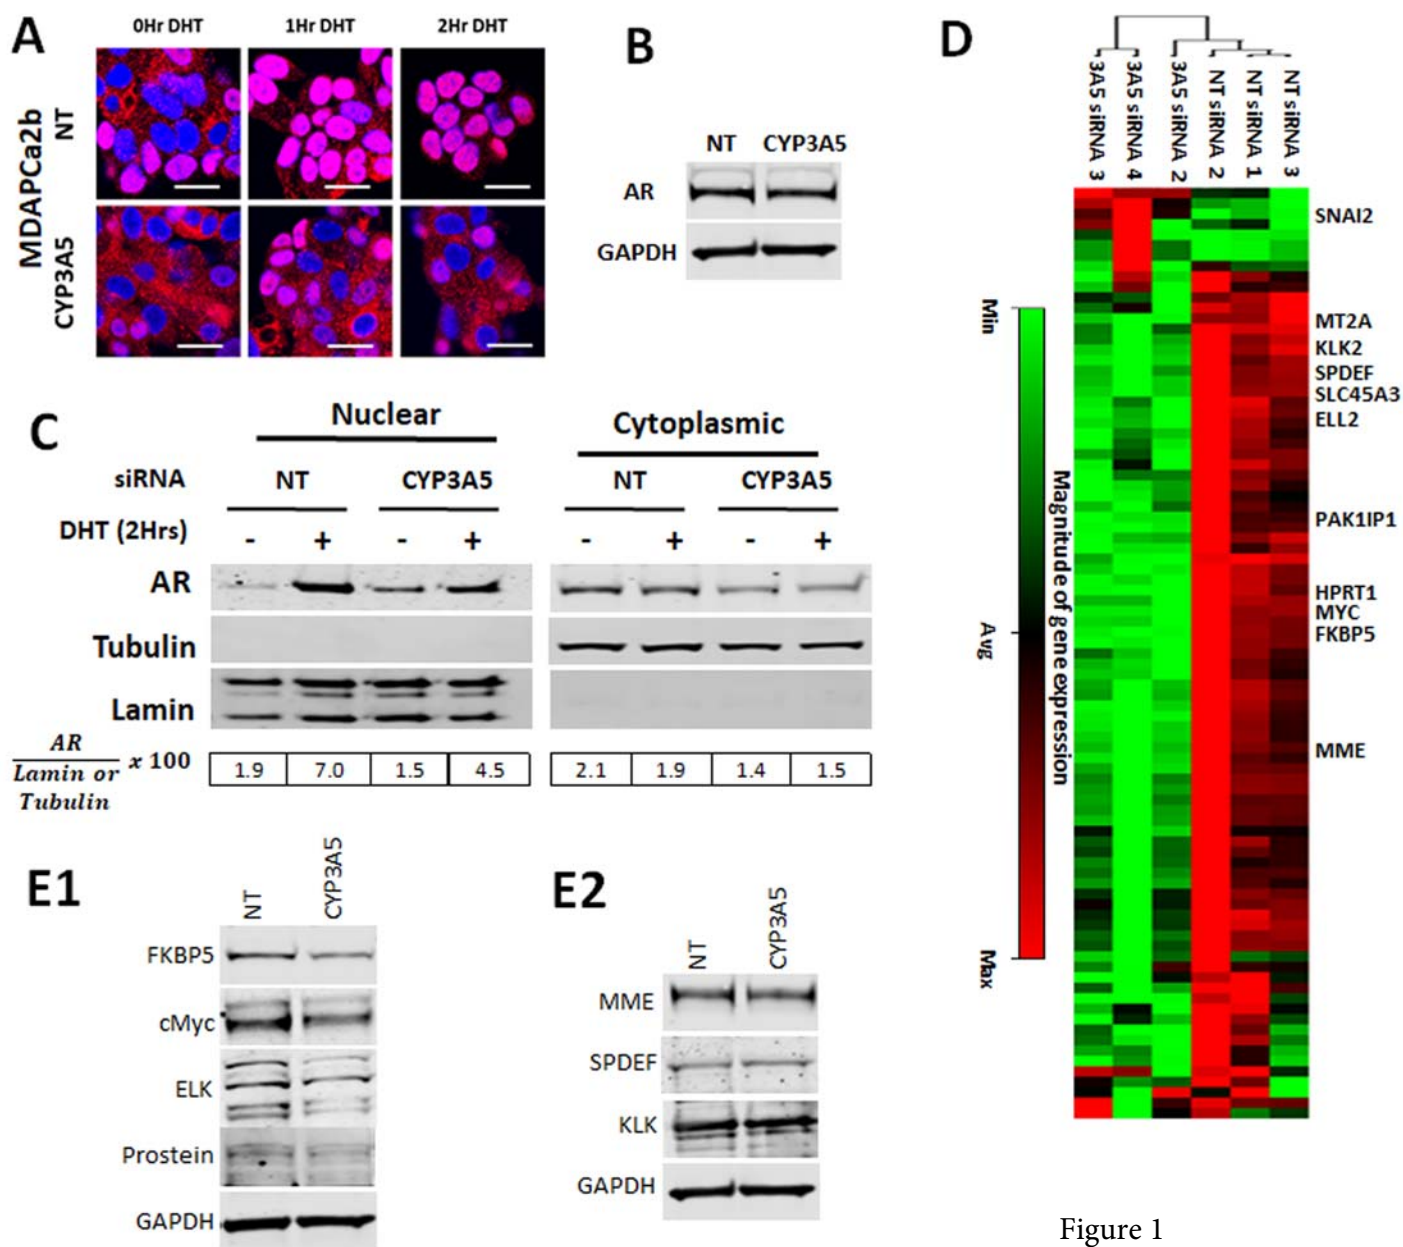 A
0Hr DHT
1Hr DHT
2Hr DHT
MDAPCa2b
NT
CYP3A5
B
NT
CYP3A5
AR
GAPDH
C
Nuclear
Cytoplasmic
siRNA
NT
CYP3A5
NT
CYP3A5
DHT (2Hrs)
- + - +
- + - +
AR
Tubulin
Lamin
AR
Lamin or
Tubulin
x 100
1.9 7.0 1.5 4.5
2.1 1.9 1.4 1.5
D
3A5 siRNA 3
3A5 siRNA 4
3A5 siRNA 2
NT siRNA 2
NT siRNA 1
NT siRNA 3
Min
Avg
Max
Magnitude of gene expression
SNAI2
MT2A
KLK2
SPDEF
SLC45A3
ELL2
PAK1IP1
HPRT1
MYC
FKBP5
MME
E1
NT
CYP3A5
FKBP5
cMyc
ELK
Prostein
GAPDH
E2
NT
CYP3A5
MME
SPDEF
KLK
GAPDH
Figure 1